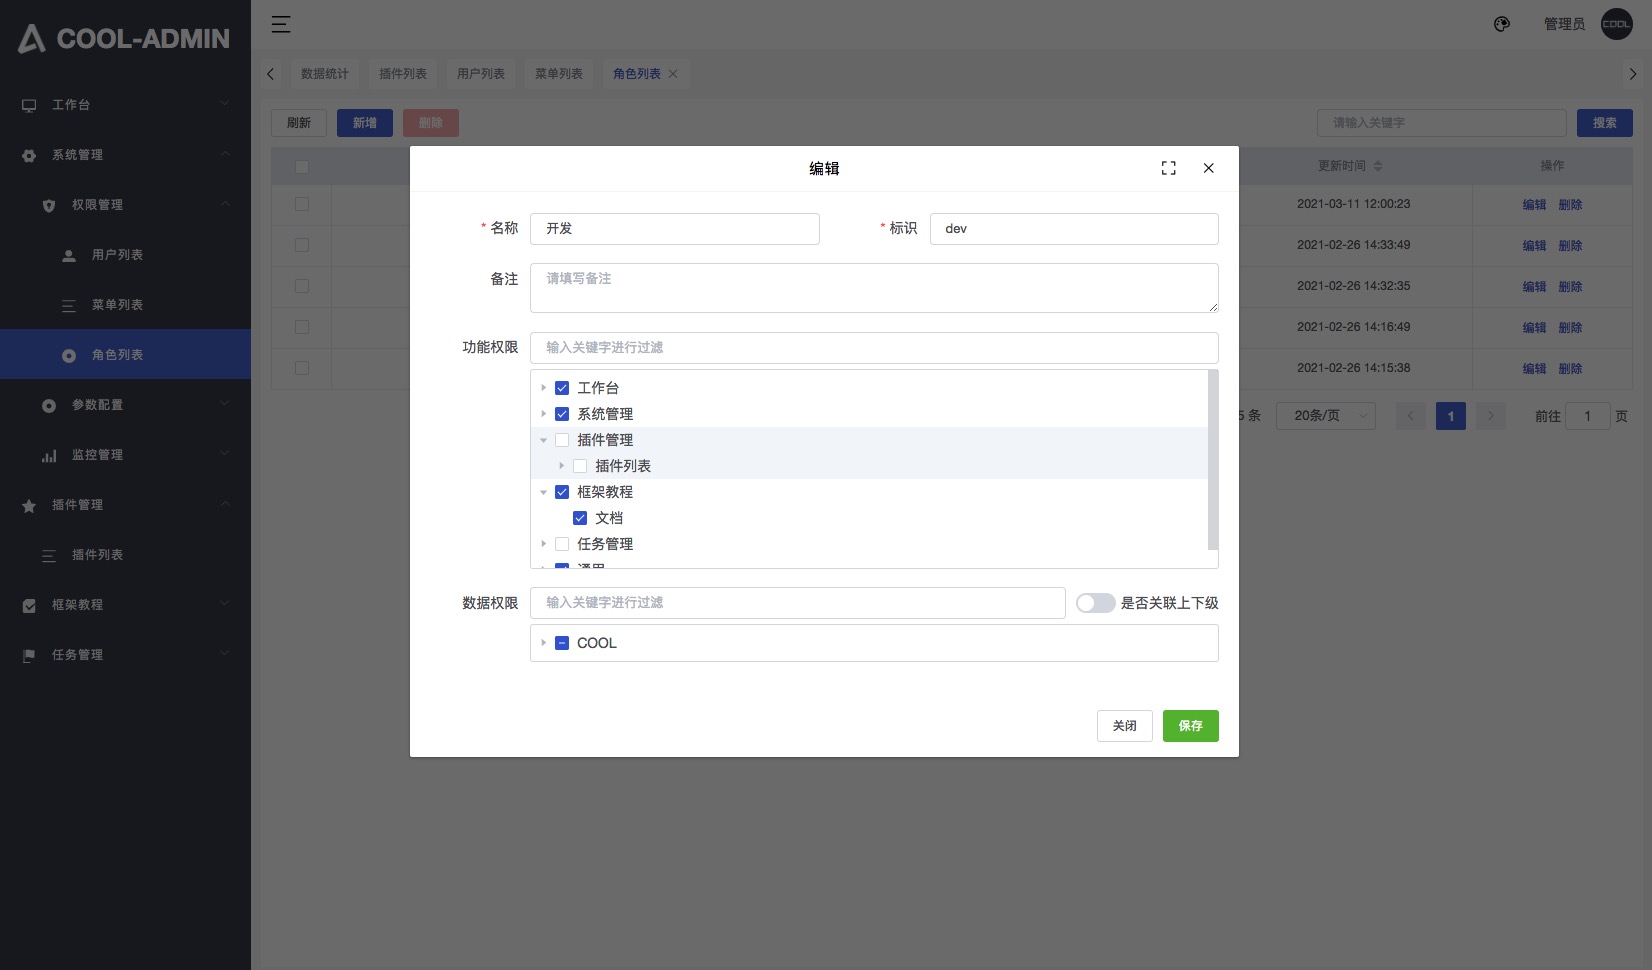 COOL-ADMIN
管理员
COOL
工作台
系统管理
权限管理
用户列表
菜单列表
角色列表
参数配置
监控管理
插件管理
插件列表
框架教程
任务管理
数据统计 插件列表 用户列表 菜单列表 角色列表
刷新 新增 删除 请输入关键字 搜索
更新时间 操作
2021-03-11 12:00:23 编辑 删除
2021-02-26 14:33:49 编辑 删除
2021-02-26 14:32:35 编辑 删除
2021-02-26 14:16:49 编辑 删除
2021-02-26 14:15:38 编辑 删除
5 条 20条/页 1 前往 1 页
编辑
* 名称 开发 * 标识 dev
备注 请填写备注
功能权限 输入关键字进行过滤
工作台
系统管理
插件管理
插件列表
框架教程
文档
任务管理
通用
数据权限 输入关键字进行过滤 是否关联上下级
COOL
关闭 保存